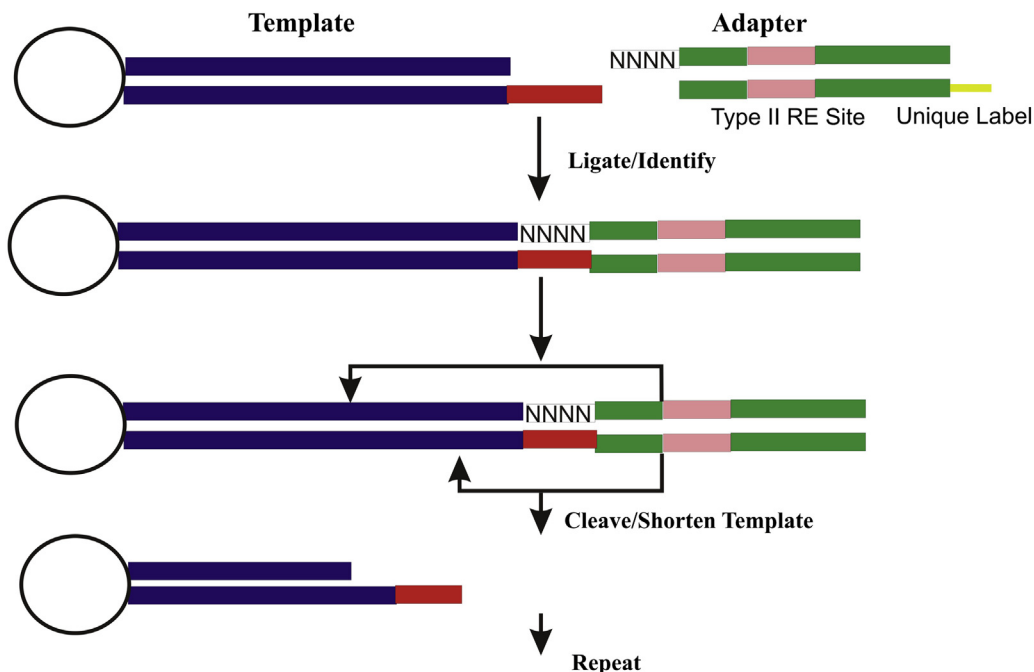 Template
Adapter
NNNN
Type II RE Site
Unique Label
Ligate/Identify
NNNN
NNNN
Cleave/Shorten Template
Repeat